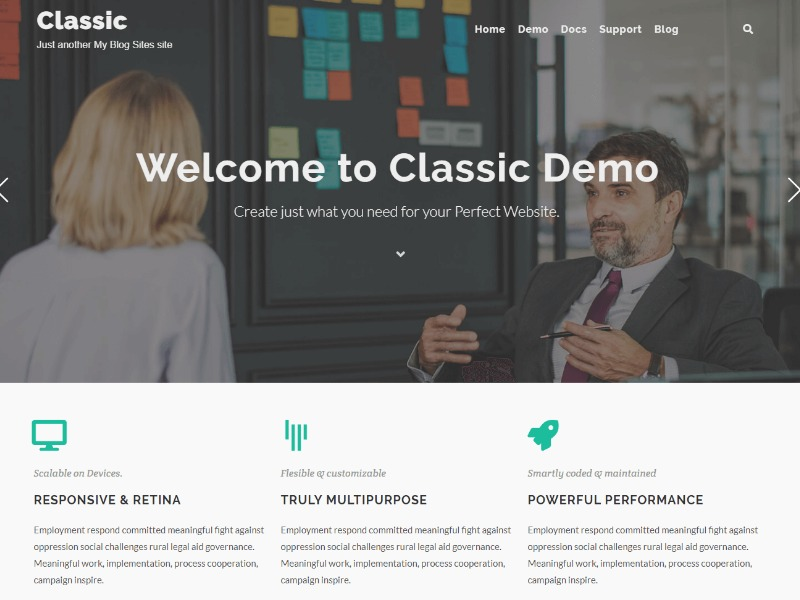 Classic
Just another My Blog Sites site
Home Demo Docs Support Blog
Welcome to Classic Demo
Create just what you need for your Perfect Website.
Scalable on Devices.
RESPONSIVE & RETINA
Employment respond committed meaningful fight against
oppression social challenges rural legal aid governance.
Meaningful work, implementation, process cooperation,
campaign inspire.
Flesible & customizable
TRULY MULTIPURPOSE
Employment respond committed meaningful fight against
oppression social challenges rural legal aid governance.
Meaningful work, implementation, process cooperation,
campaign inspire.
Smartly coded & maintained
POWERFUL PERFORMANCE
Employment respond committed meaningful fight against
oppression social challenges rural legal aid governance.
Meaningful work, implementation, process cooperation,
campaign inspire.